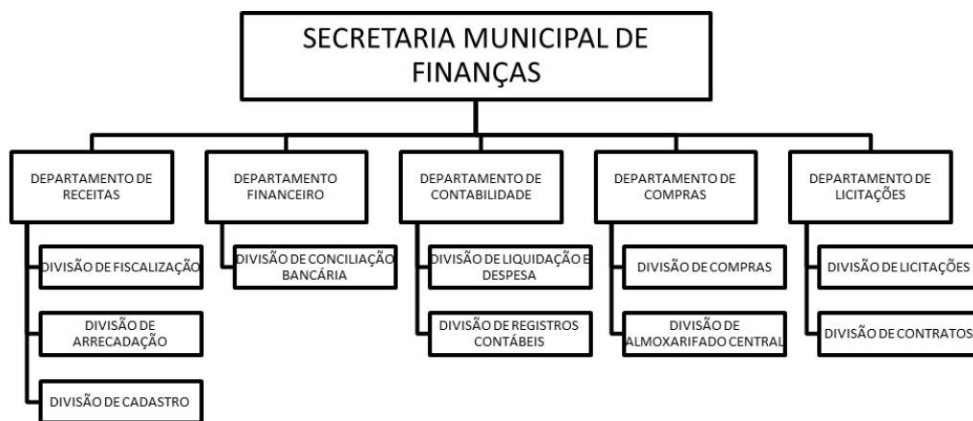 SECRETARIA MUNICIPAL DE
FINANÇAS
DEPARTAMENTO DE
RECEITAS
DIVISÃO DE FISCALIZAÇÃO
DIVISÃO DE
ARRECADAÇÃO
DIVISÃO DE CADASTRO
DEPARTAMENTO
FINANCEIRO
DIVISÃO DE CONCILIAÇÃO
BANCÁRIA
DEPARTAMENTO DE
CONTABILIDADE
DIVISÃO DE LIQUIDAÇÃO E
DESPESA
DIVISÃO DE REGISTROS
CONTÁBEIS
DEPARTAMENTO DE
COMPRAS
DIVISÃO DE COMPRAS
DIVISÃO DE
ALMOXARIFADO CENTRAL
DEPARTAMENTO DE
LICITAÇÕES
DIVISÃO DE LICITAÇÕES
DIVISÃO DE CONTRATOS